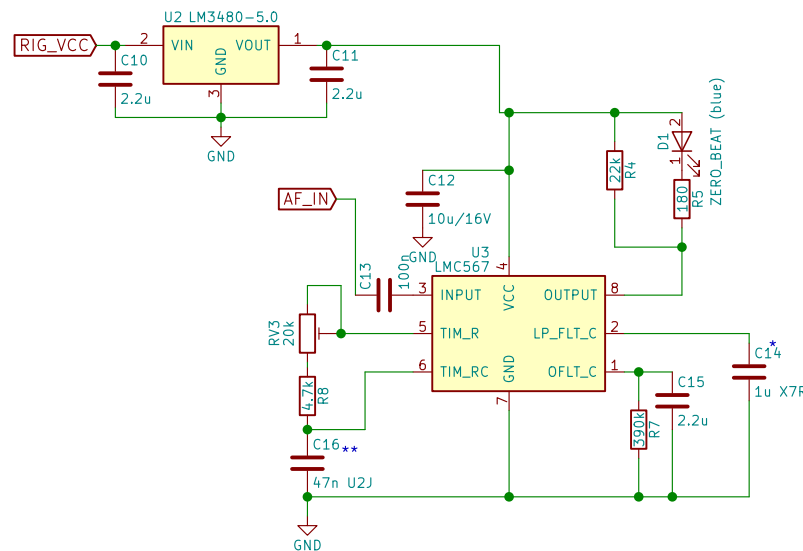 U2 LM3480-5.0
RIG_VCC
2
VIN
VOUT
1
GND
3
C10
2.2u
C11
2.2u
GND
AF_IN
C12
10u/16V
GND
C13
100n
U3
LMC567
4
VCC
3
INPUT
OUTPUT
8
5
TIM_R
LP_FLT_C
2
6
TIM_RC
GND
OFLT_C
1
7
RV3
20k
4.7k
R8
C16
**
47n U2J
GND
22k
R4
2
D1
1
ZERO_BEAT (blue)
180
R5
*
C14
1u X7R
C15
2.2u
390k
R7